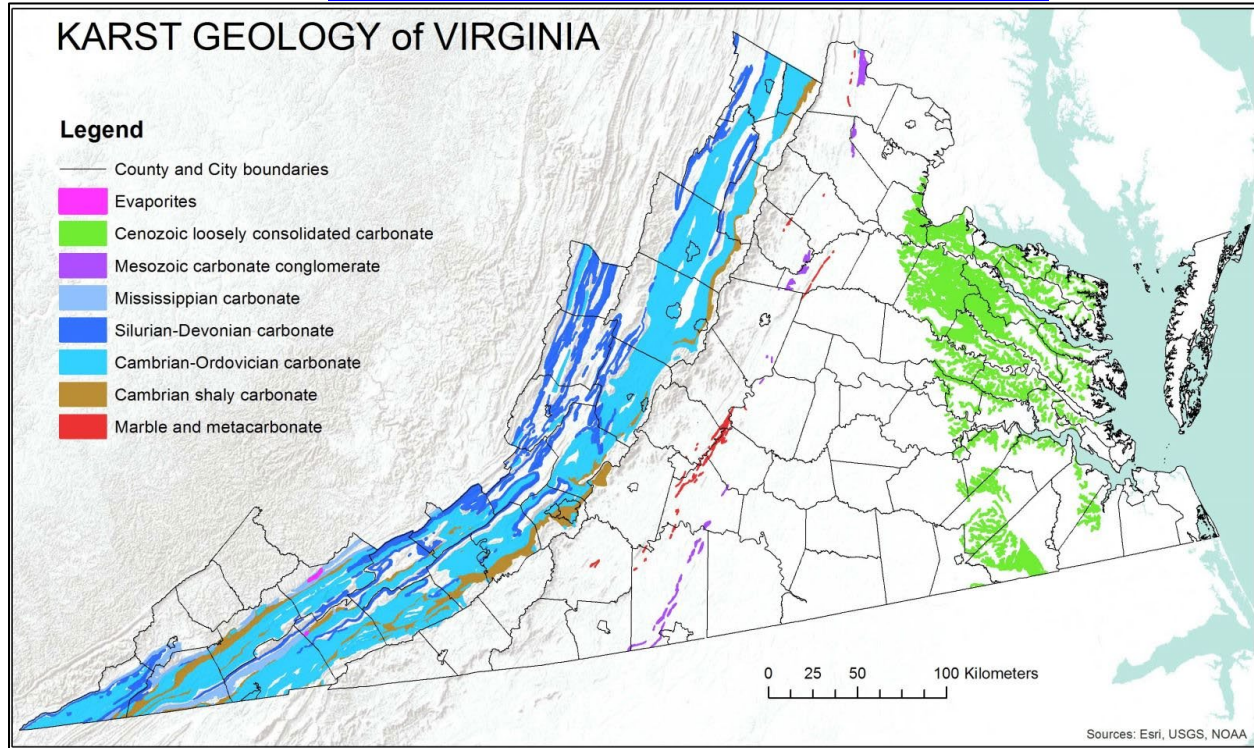 KARST GEOLOGY of VIRGINIA
Legend
County and City boundaries
Evaporites
Cenozoic loosely consolidated carbonate
Mesozoic carbonate conglomerate
Mississippian carbonate
Silurian-Devonian carbonate
Cambrian-Ordovician carbonate
Cambrian shaly carbonate
Marble and metacarbonate
0 25 50 100 Kilometers
Sources: Esri, USGS, NOAA